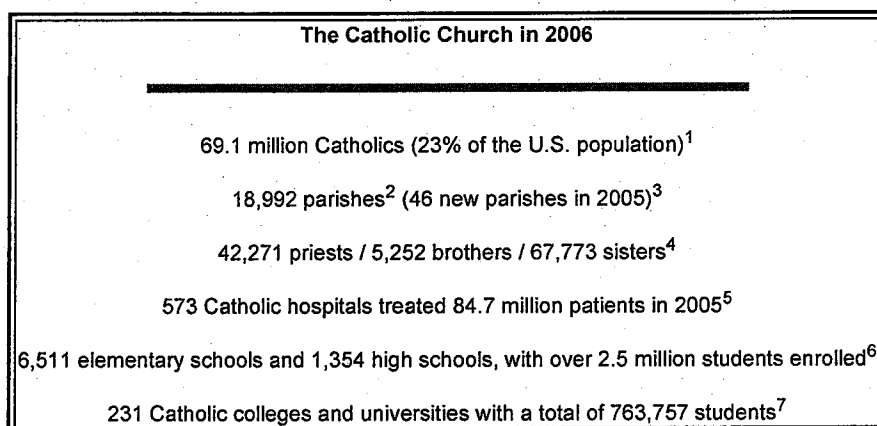 The Catholic Church in 2006
69.1 million Catholics (23% of the U.S. population)¹
18,992 parishes² (46 new parishes in 2005)³
42,271 priests / 5,252 brothers / 67,773 sisters⁴
573 Catholic hospitals treated 84.7 million patients in 2005⁵
6,511 elementary schools and 1,354 high schools, with over 2.5 million students enrolled⁶
231 Catholic colleges and universities with a total of 763,757 students⁷